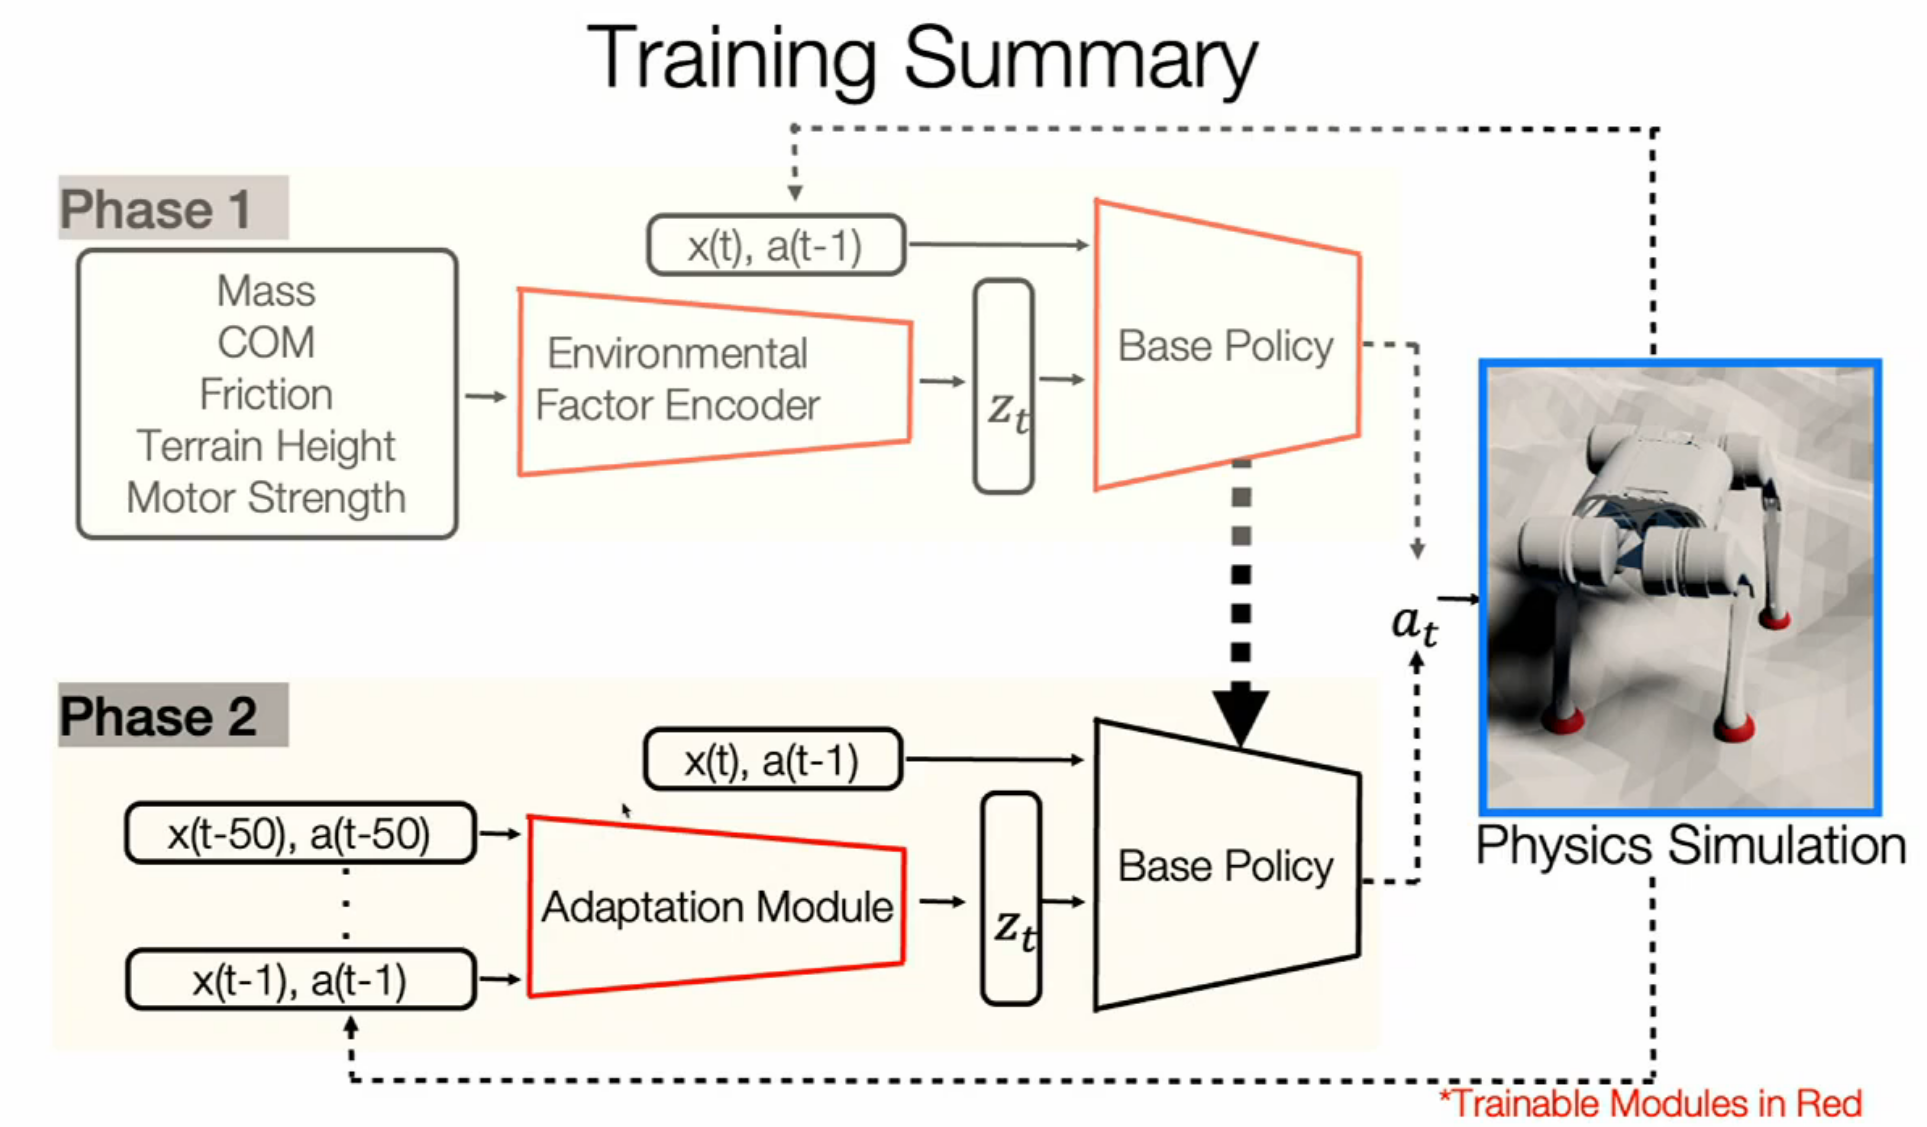 Training Summary
Phase 1
x(t), a(t-1)
Mass
COM
Friction
Terrain Height
Motor Strength
Environmental
Factor Encoder
z_t
Base Policy
a_t
Phase 2
x(t), a(t-1)
x(t-50), a(t-50)
x(t-1), a(t-1)
Adaptation Module
z_t
Base Policy
Physics Simulation
*Trainable Modules in Red